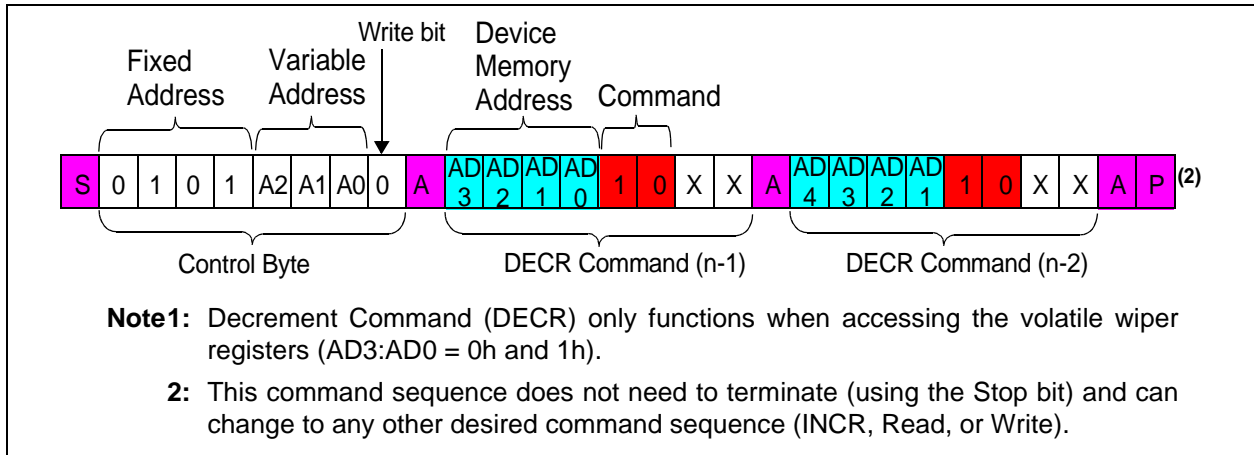 Write bit
Device
Memory
Address
Fixed
Address
Variable
Address
Command
S 0 1 0 1 A2 A1 A0 0 A AD3 AD2 AD1 AD0 1 0 X X A AD4 AD3 AD2 AD1 1 0 X X A P (2)
Control Byte
DECR Command (n-1)
DECR Command (n-2)
Note1: Decrement Command (DECR) only functions when accessing the volatile wiper
registers (AD3:AD0 = 0h and 1h).
2: This command sequence does not need to terminate (using the Stop bit) and can
change to any other desired command sequence (INCR, Read, or Write).